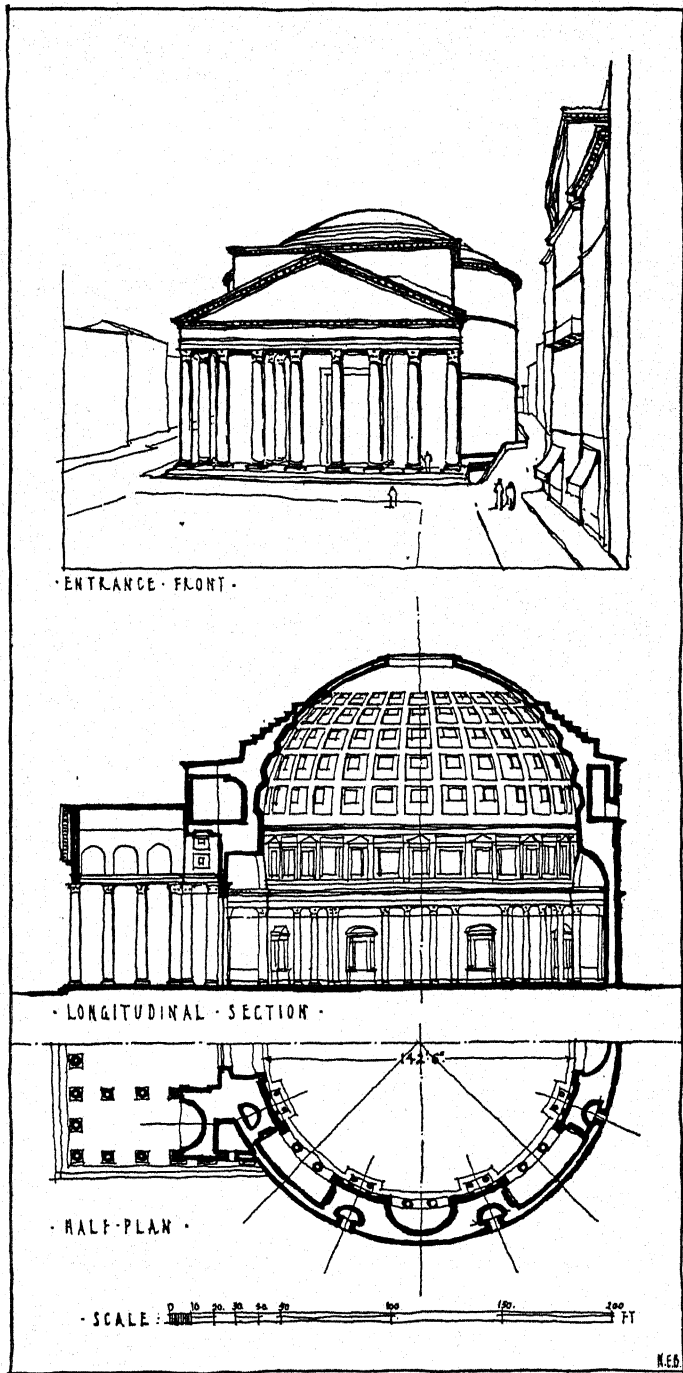 · ENTRANCE · FRONT ·
· LONGITUDINAL · SECTION ·
142'·6"
· HALF · PLAN ·
· SCALE : 0 10 20. 30. 40. 50 100 150. 200 FT
N.E.B.